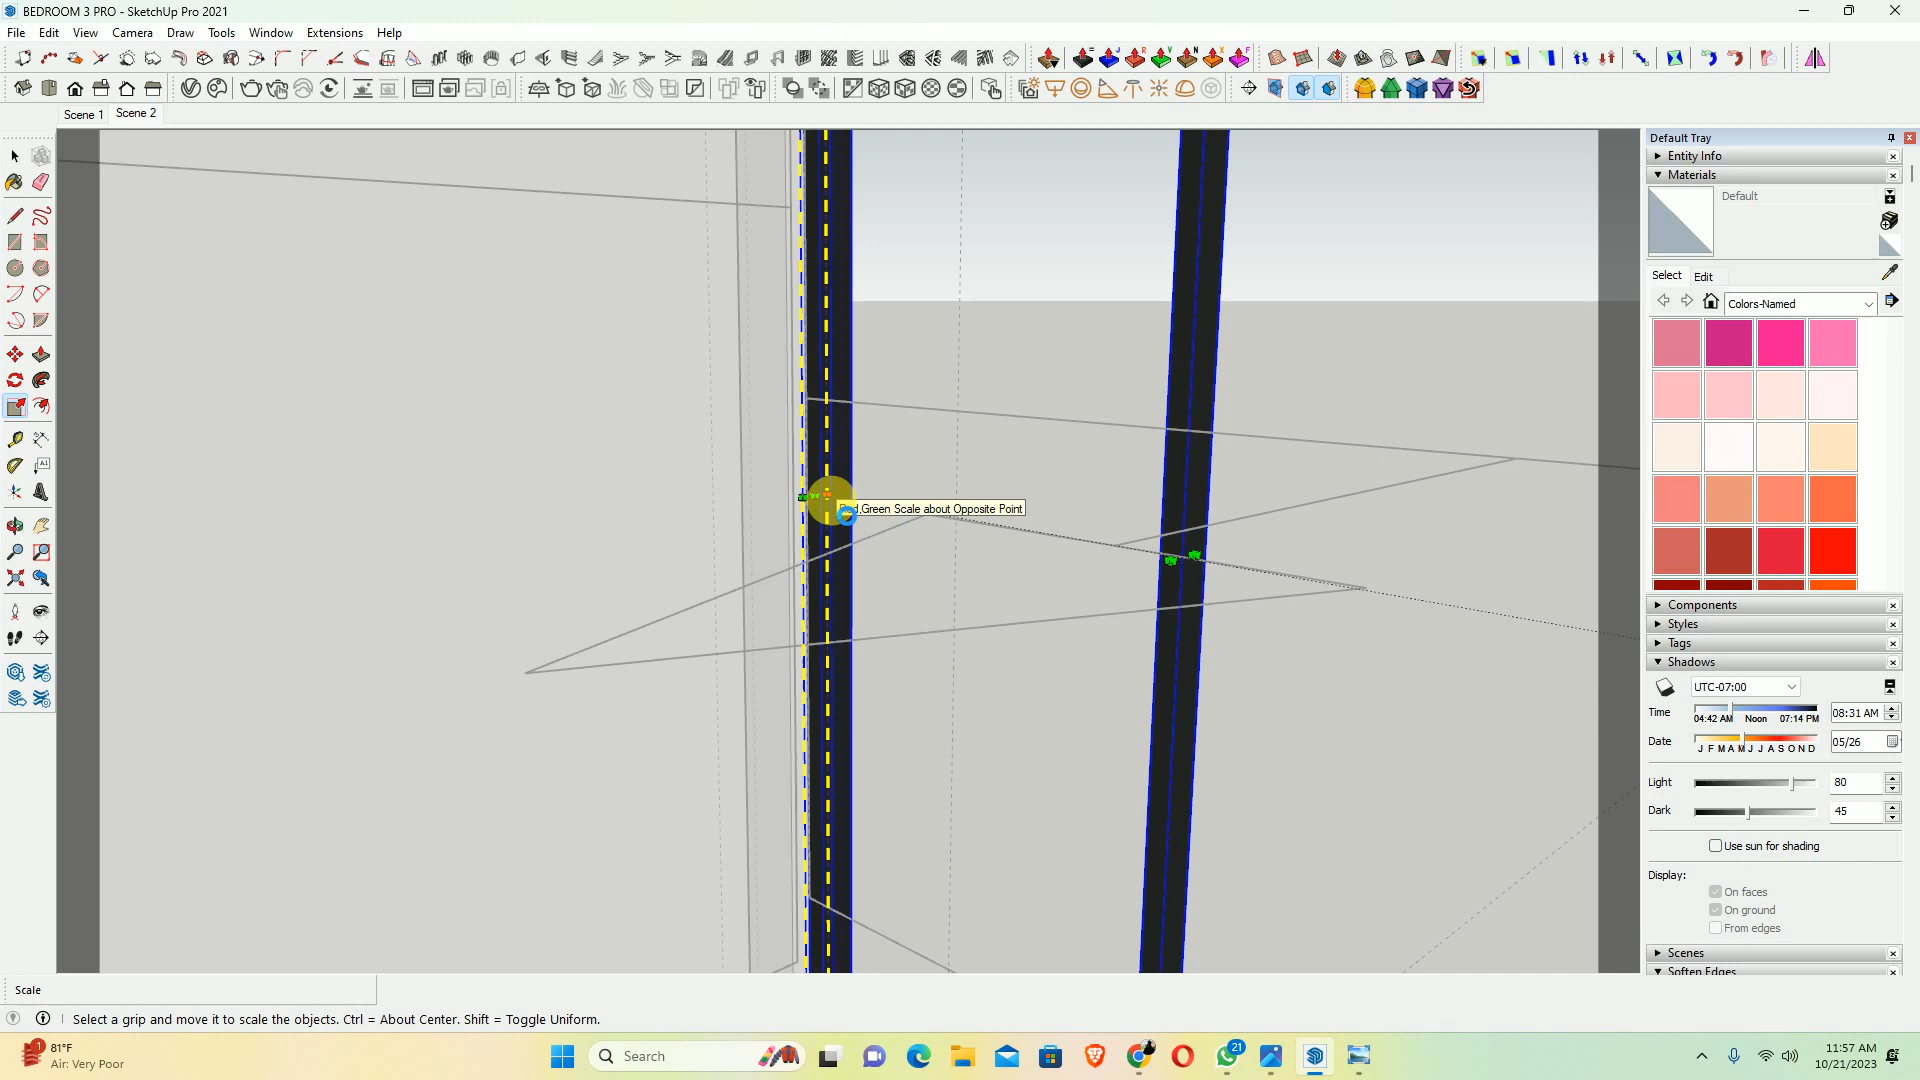 BEDROOM 3 PRO - SketchUp Pro 2021
File Edit View Camera Draw Tools Window Extensions Help
Scene 1 Scene 2
Default Tray
Entity Info
Materials
Default
Select Edit
Colors-Named
Red,Green Scale about Opposite Point
Components
Styles
Tags
Shadows
UTC-07:00
Time 04:42 AM Noon 07:14 PM 08:31 AM
Date J F M A M J J A S O N D 05/26
Light 80
Dark 45
Use sun for shading
Display:
On faces
On ground
From edges
Scenes
Soften Edges
Scale
Select a grip and move it to scale the objects. Ctrl = About Center. Shift = Toggle Uniform.
1
81°F
Air: Very Poor
Search
21
11:57 AM
10/21/2023